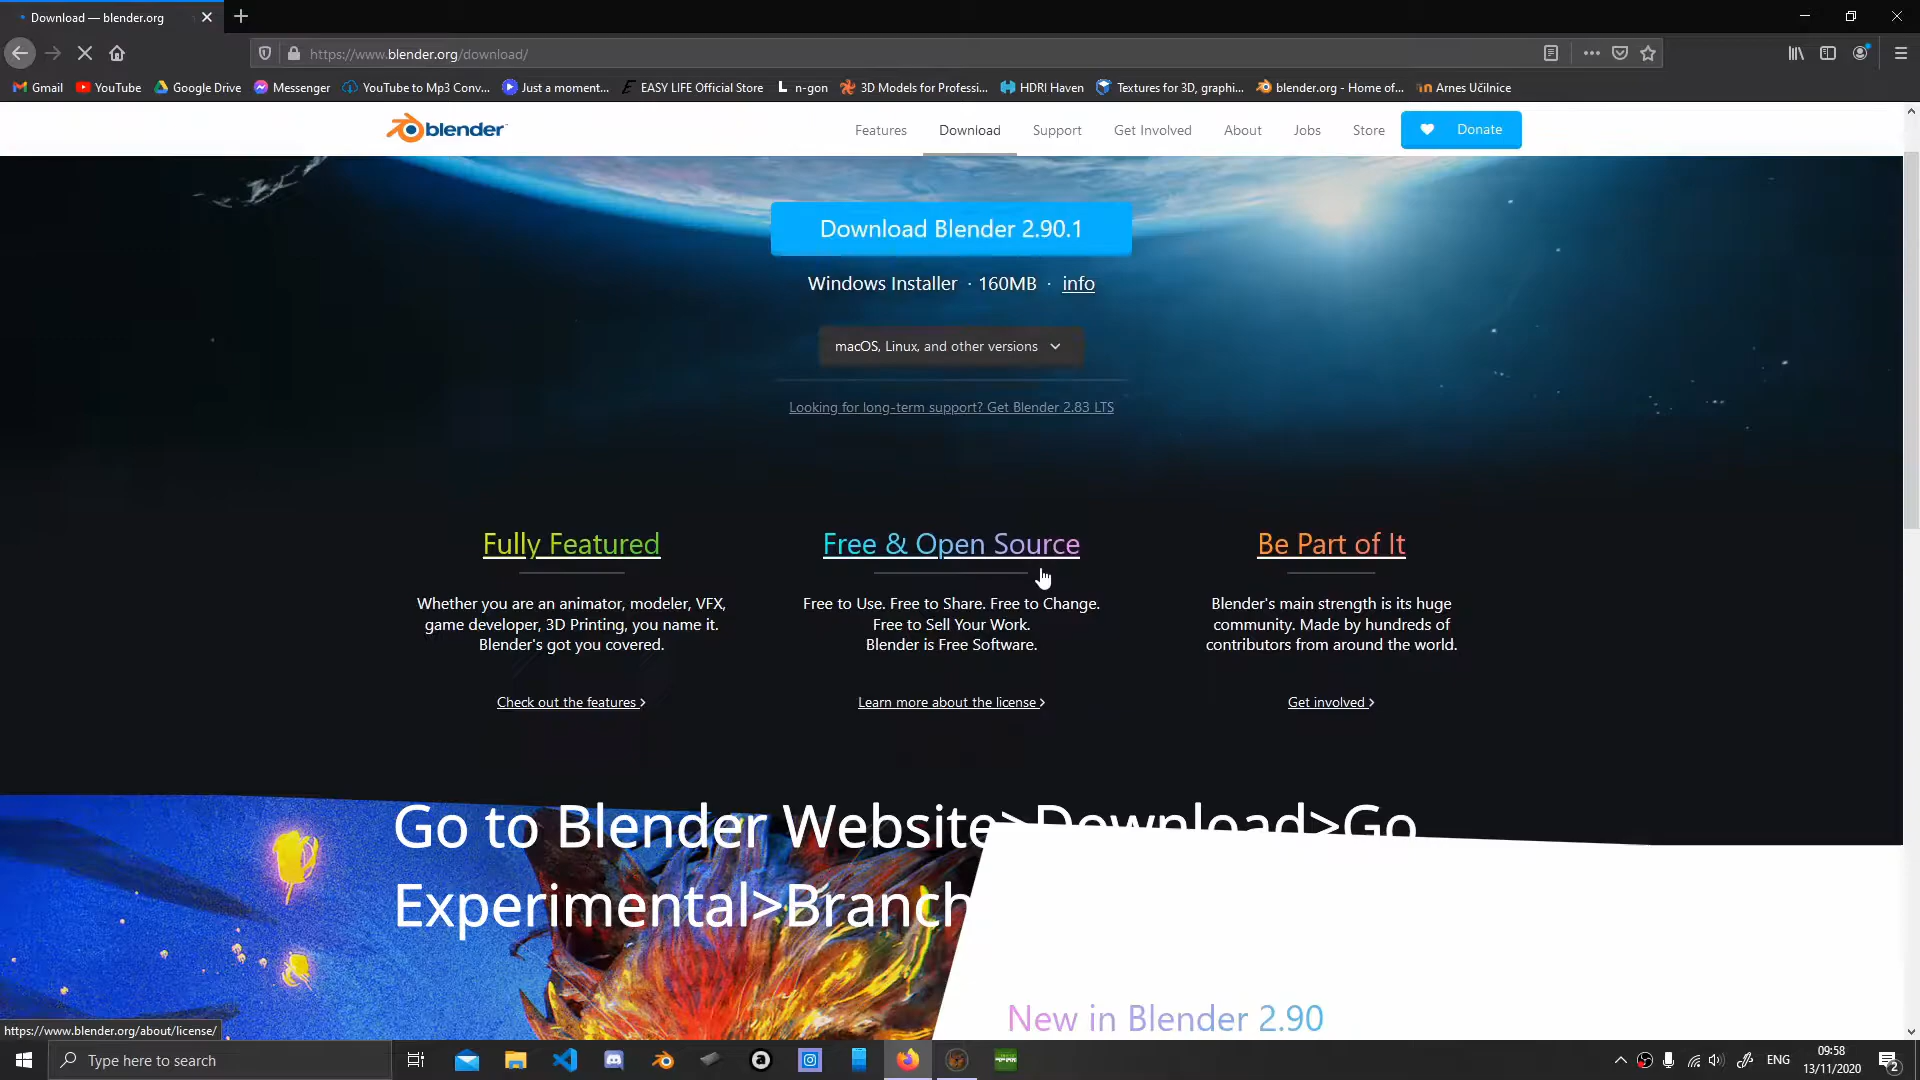 Download — blender.org
https://www.blender.org/download/
Gmail YouTube Google Drive Messenger YouTube to Mp3 Conv... Just a moment... EASY LIFE Official Store n-gon 3D Models for Professi... HDRI Haven Textures for 3D, graphi... blender.org - Home of... Arnes Učilnice
blender Features Download Support Get Involved About Jobs Store Donate
Download Blender 2.90.1
Windows Installer · 160MB · info
macOS, Linux, and other versions
Looking for long-term support? Get Blender 2.83 LTS
Fully Featured
Whether you are an animator, modeler, VFX,
game developer, 3D Printing, you name it.
Blender's got you covered.
Check out the features
Free & Open Source
Free to Use. Free to Share. Free to Change.
Free to Sell Your Work.
Blender is Free Software.
Learn more about the license
Be Part of It
Blender's main strength is its huge
community. Made by hundreds of
contributors from around the world.
Get involved
Go to Blender Website>Download>Go
Experimental>Branch
New in Blender 2.90
https://www.blender.org/about/license/
Type here to search
ENG
09:58
13/11/2020
2